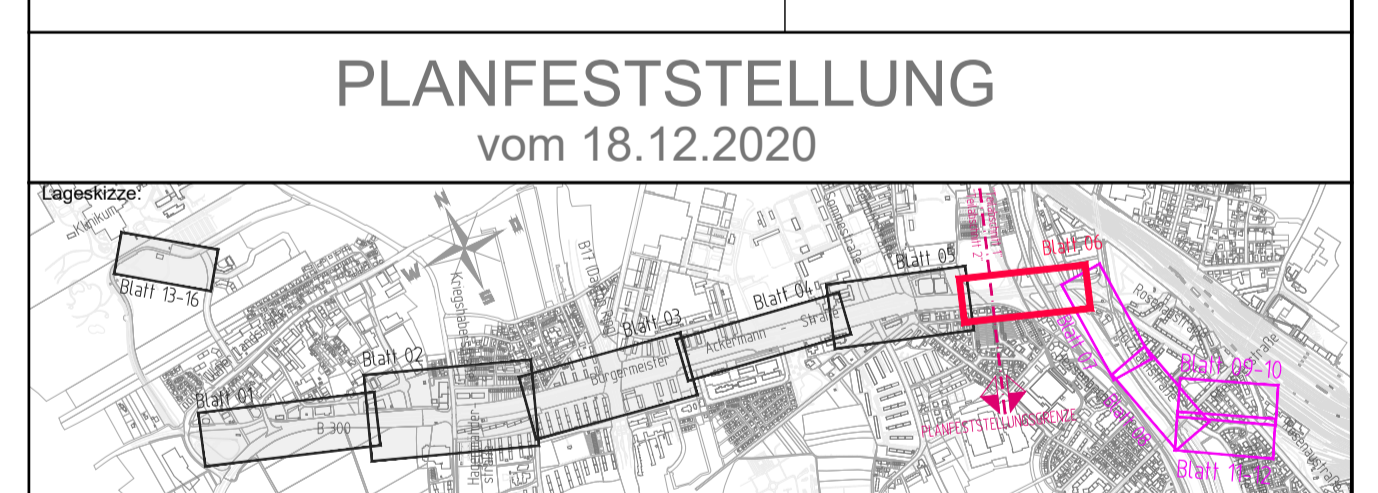 PLANFESTSTELLUNG
vom 18.12.2020
Lageskizze:
Klinikum
N
W
Blatt 13-16
Blatt 01
B 300
Blatt 02
Blatt 03
Bürgermeister
Blatt 04
Ackermann - Straße
Blatt 05
Blatt 06
Blatt 07
Blatt 08
Blatt 09-10
Blatt 11-12
PLANFESTSTELLUNGSGRENZE